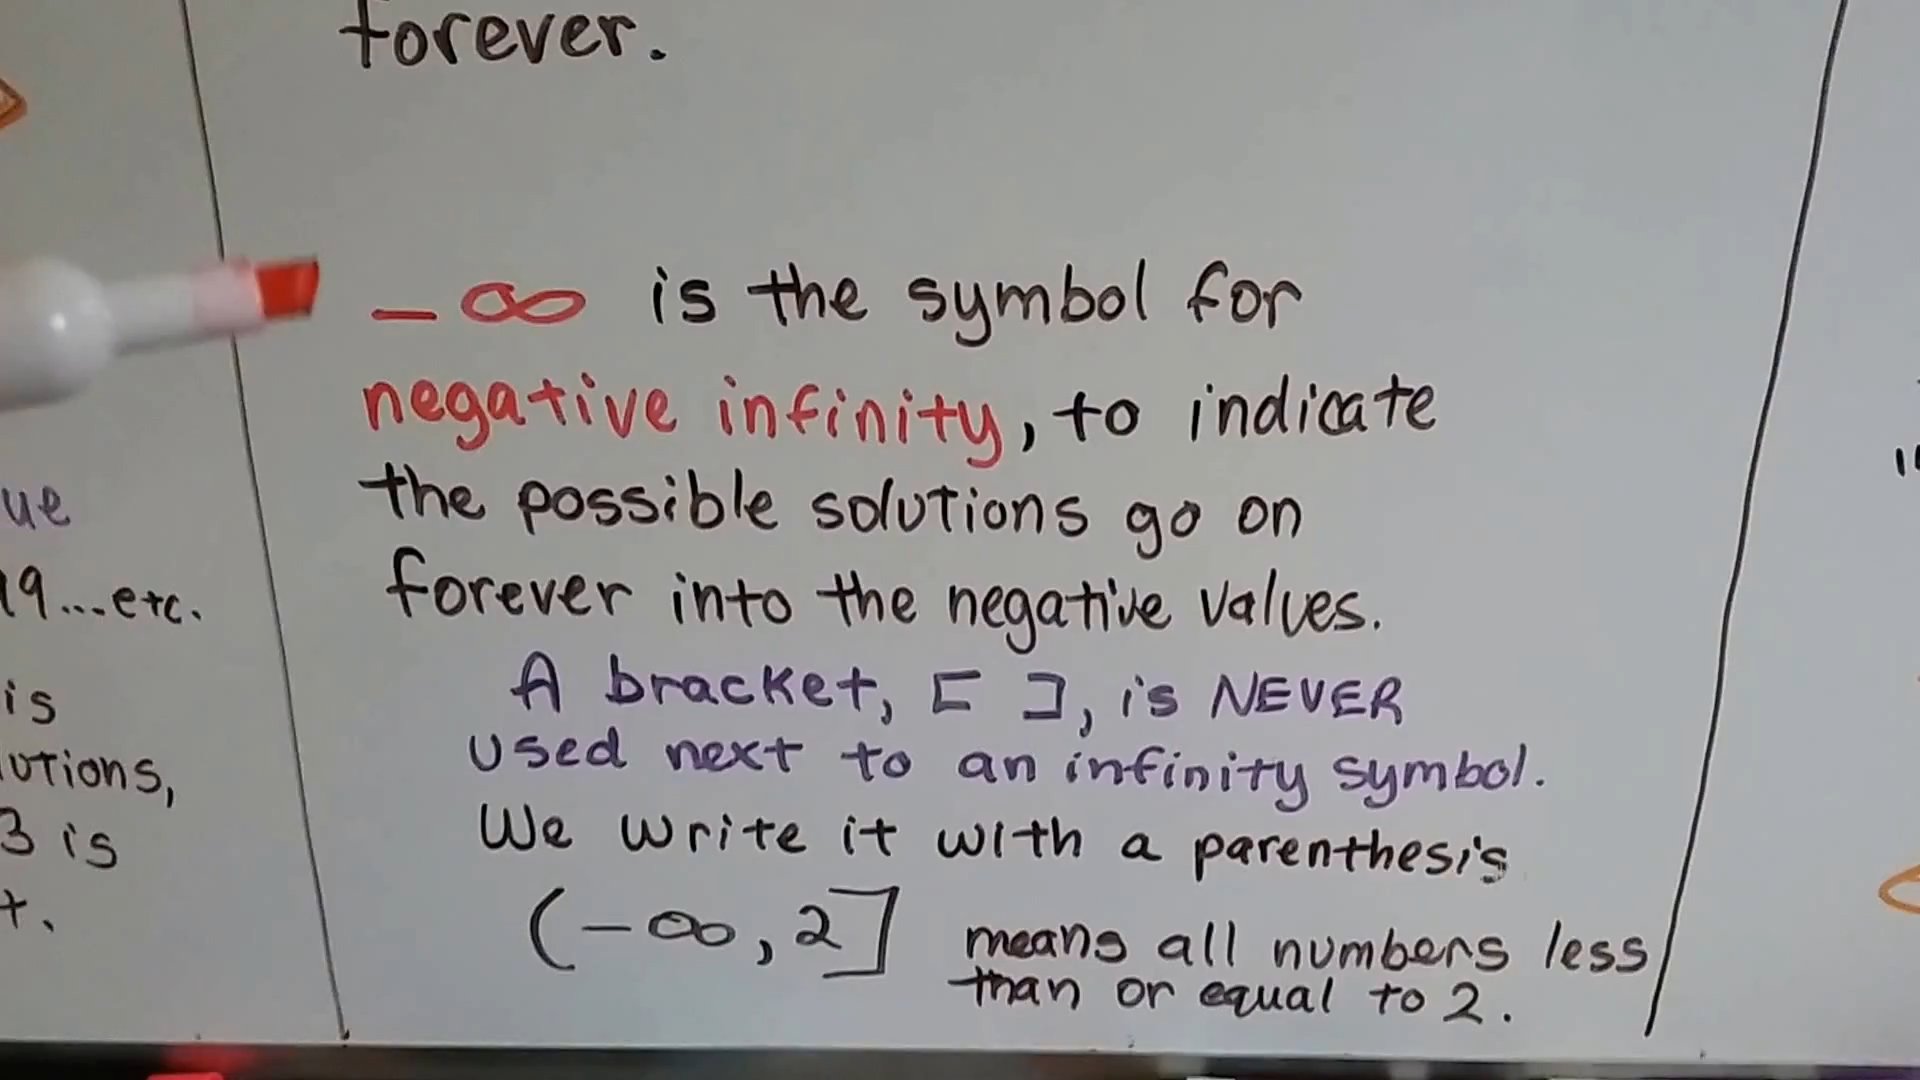 forever.
-∞ is the symbol for
negative infinity, to indicate
the possible solutions go on
forever into the negative values.
A bracket, [ ], is NEVER
used next to an infinity symbol.
We write it with a parenthesis
(-∞, 2] means all numbers less
than or equal to 2.
ue
19...etc.
is
utions,
3 is
t.